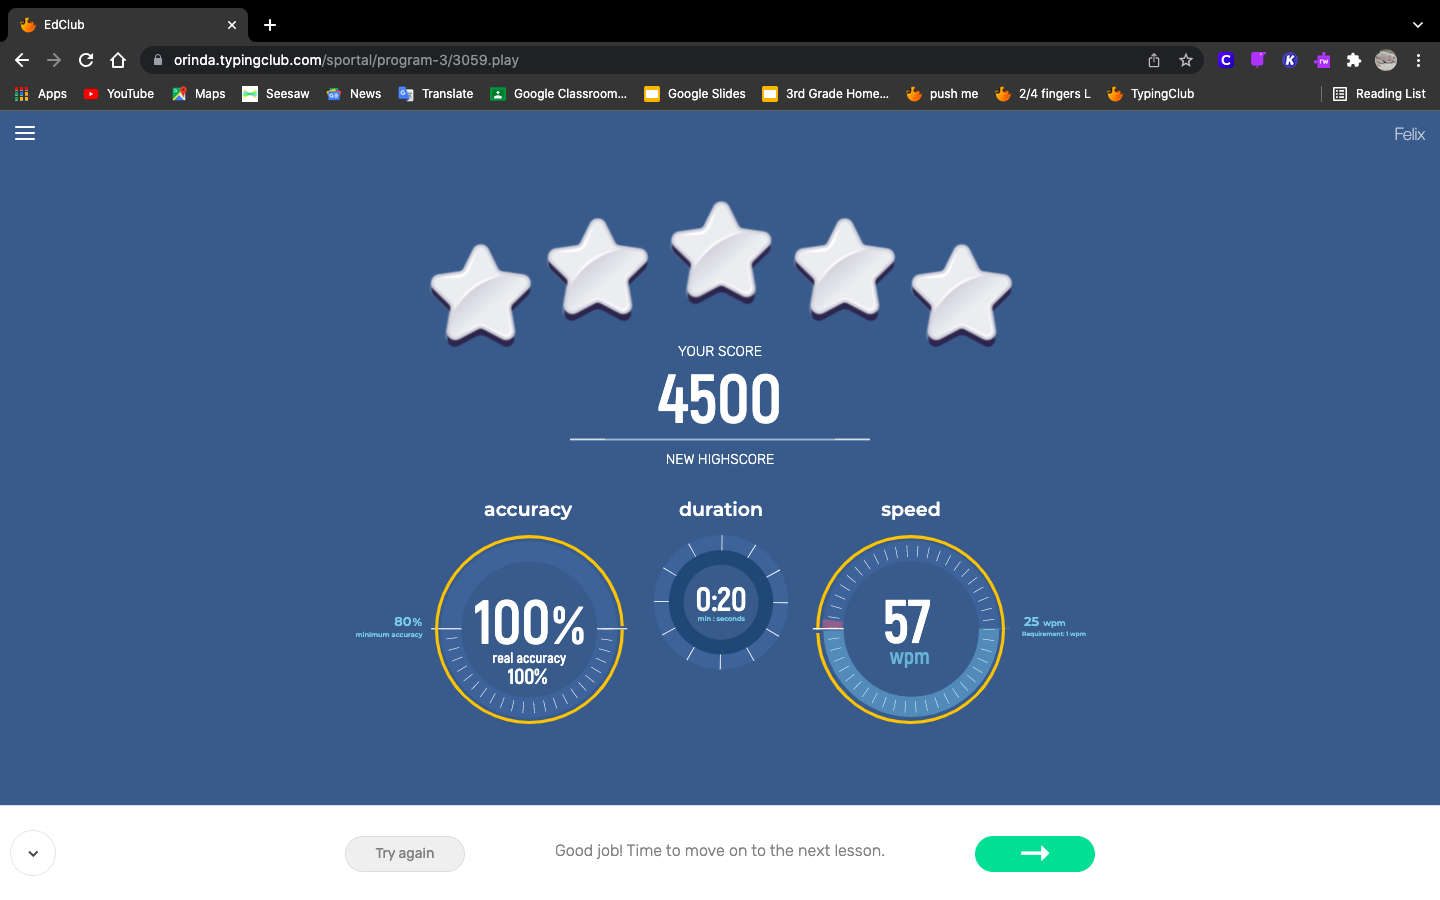 EdClub
orinda.typingclub.com/sportal/program-3/3059.play
Apps YouTube Maps Seesaw News Translate Google Classroom... Google Slides 3rd Grade Home... push me 2/4 fingers L TypingClub Reading List
Felix
YOUR SCORE
4500
NEW HIGHSCORE
accuracy duration speed
80%
minimum accuracy
100%
real accuracy
100%
0:20
min : seconds
57
wpm
25 wpm
Requirement: 1 wpm
Try again Good job! Time to move on to the next lesson.